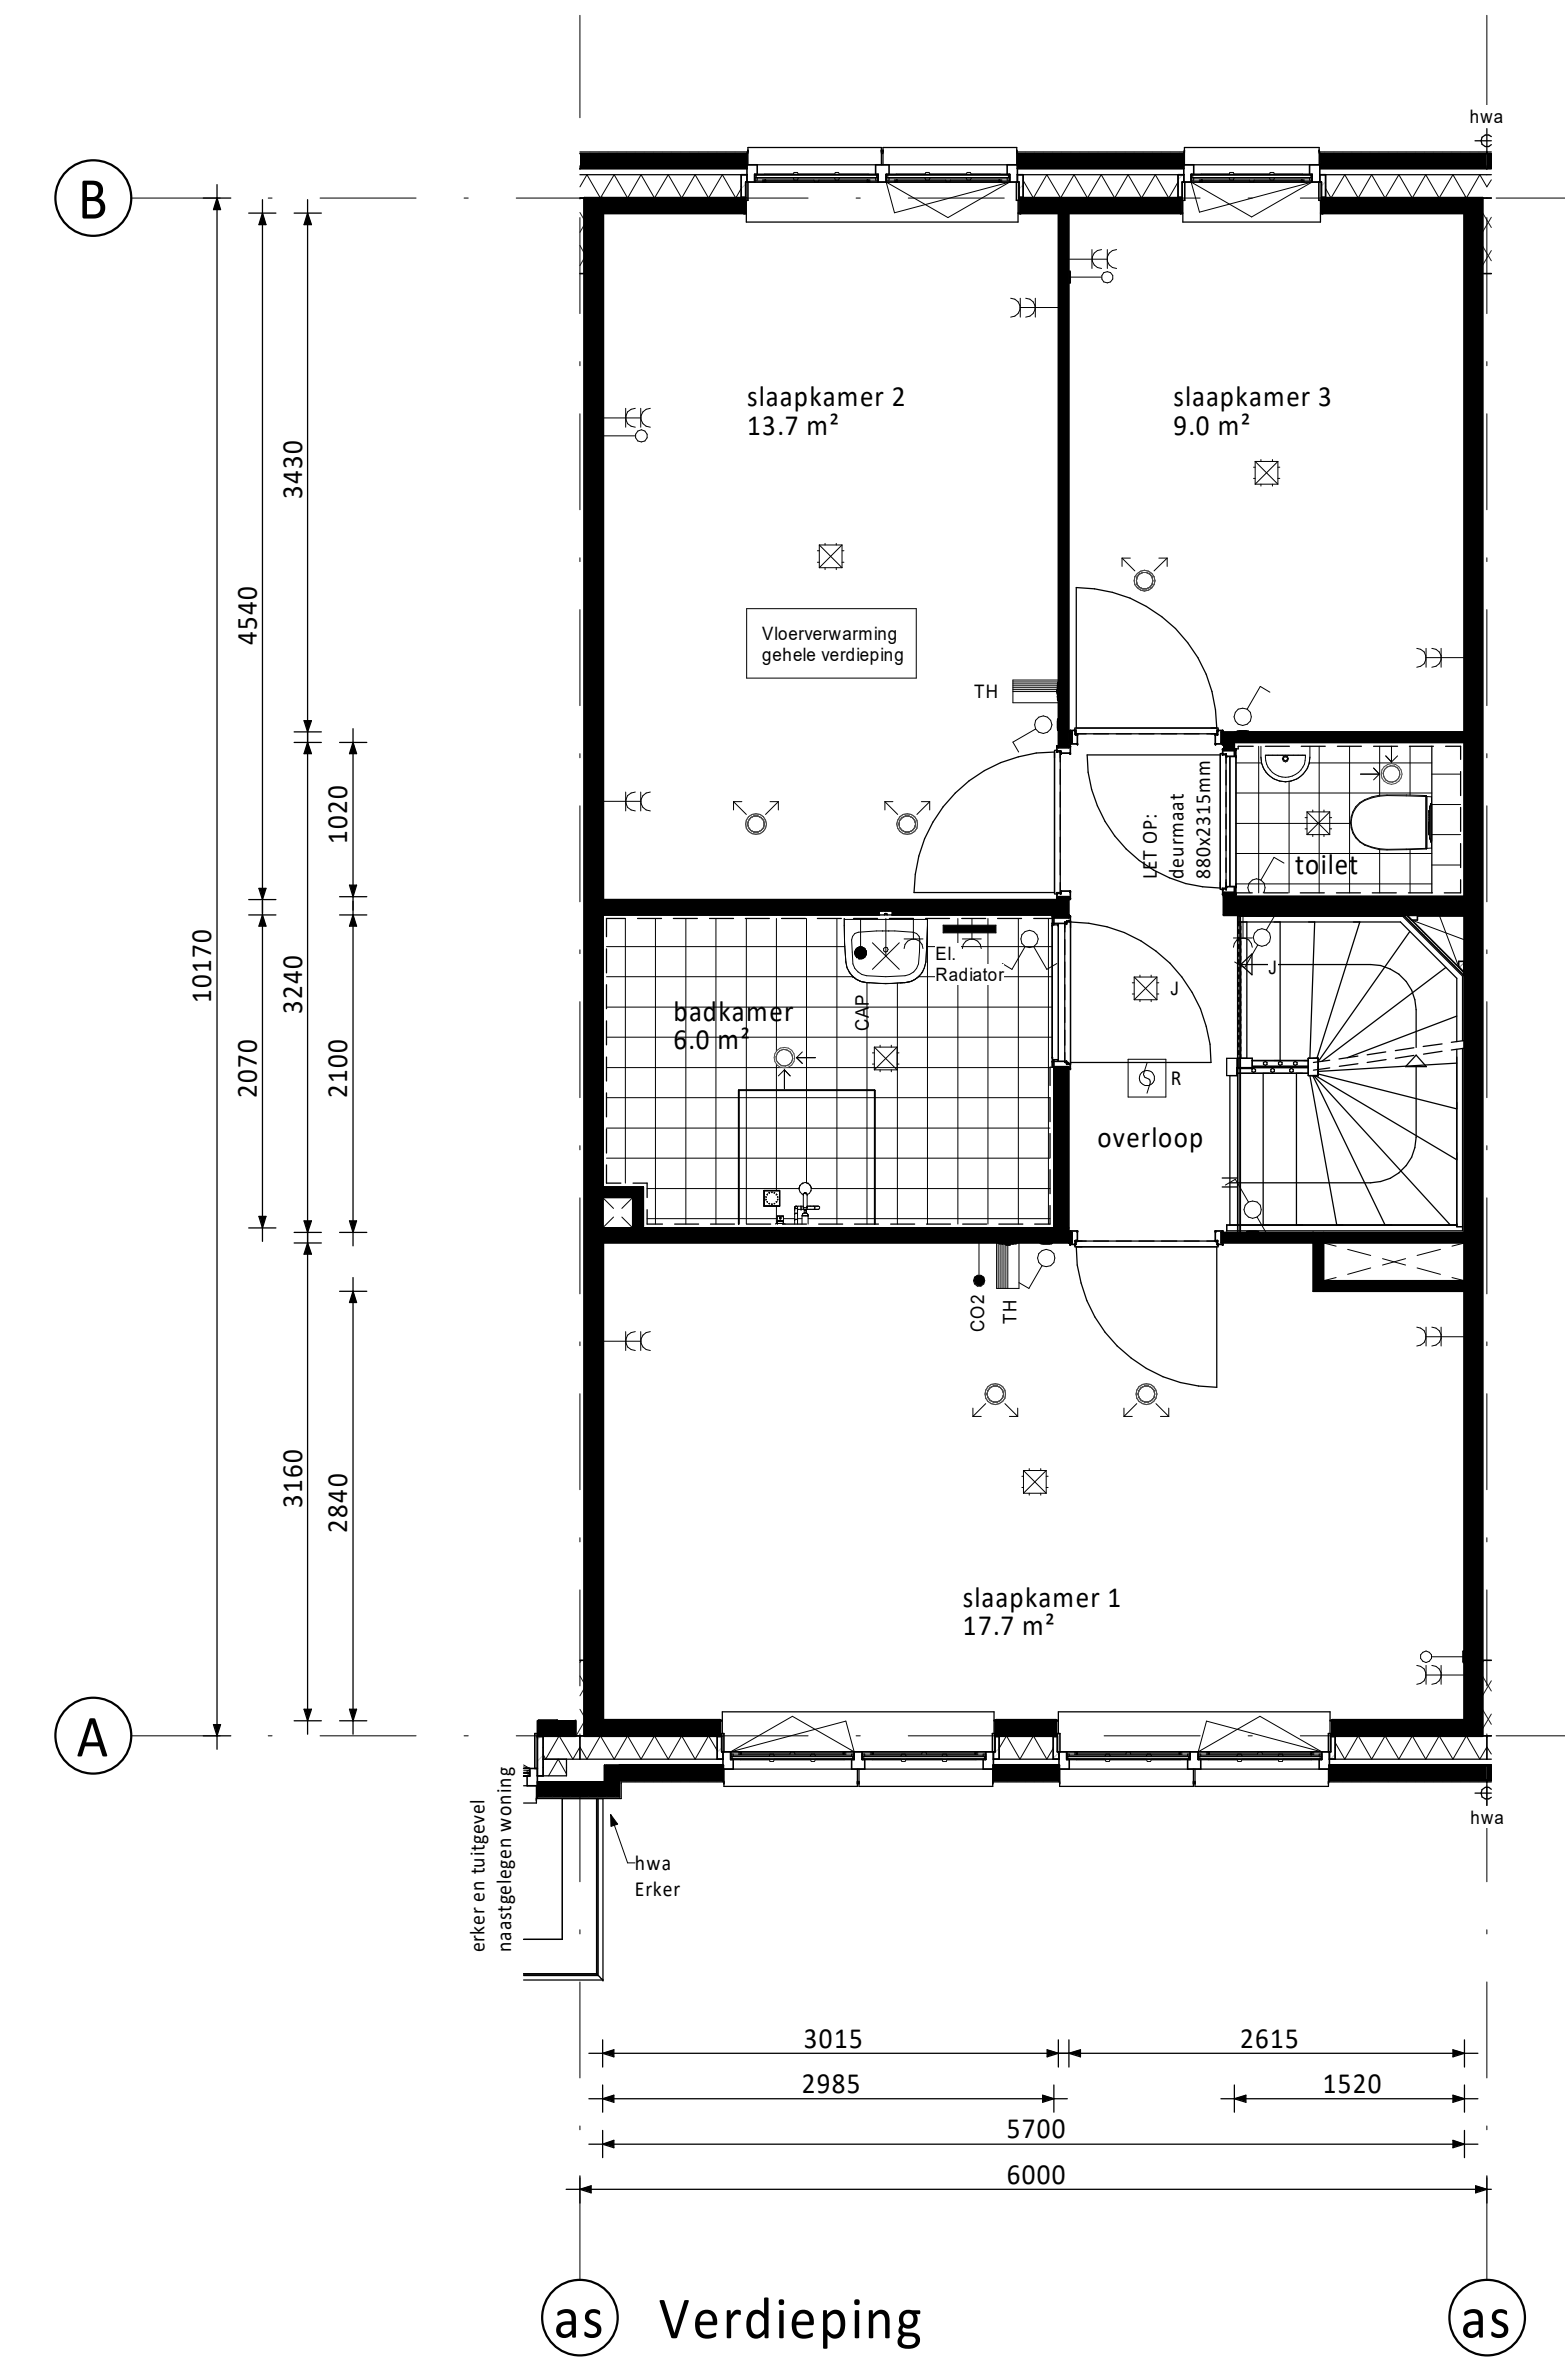 hwa
B
slaapkamer 2
13.7 m²
slaapkamer 3
9.0 m²
3430
4540
Vloerverwarming
gehele verdieping
TH
LET OP:
deurmaat
880x2315mm
1020
toilet
10170
3240
2070
2100
El.
Radiator
CAP
badkamer
6.0 m²
J
J
R
overloop
CO2
TH
3160
2840
slaapkamer 1
17.7 m²
A
erker en tuitgevel
naastgelegen woning
hwa
Erker
hwa
3015
2615
2985
1520
5700
6000
as
Verdieping
as